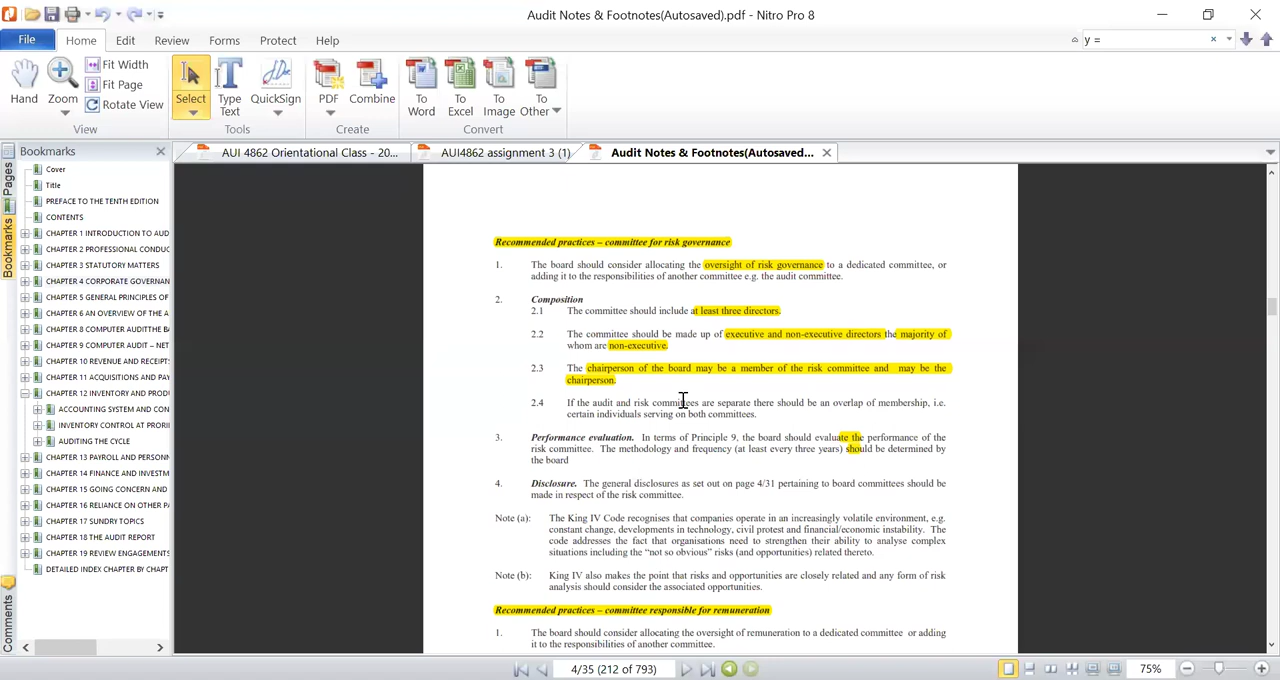 Audit Notes & Footnotes(Autosaved).pdf - Nitro Pro 8
File Home Edit Review Forms Protect Help
y =
Hand
Zoom
Fit Width
Fit Page
Rotate View
View
Select
Type Text
QuickSign
Tools
PDF
Combine
Create
To Word
To Excel
To Image
To Other
Convert
Bookmarks
AUI 4862 Orientational Class - 20...
AUI4862 assignment 3 (1)
Audit Notes & Footnotes(Autosaved...
Pages
Bookmarks
Comments
Cover
Title
PREFACE TO THE TENTH EDITION
CONTENTS
CHAPTER 1 INTRODUCTION TO AUD
CHAPTER 2 PROFESSIONAL CONDUC
CHAPTER 3 STATUTORY MATTERS
CHAPTER 4 CORPORATE GOVERNAN
CHAPTER 5 GENERAL PRINCIPLES OF
CHAPTER 6 AN OVERVIEW OF THE A
CHAPTER 8 COMPUTER AUDITTHE BA
CHAPTER 9 COMPUTER AUDIT – NET
CHAPTER 10 REVENUE AND RECEIPT
CHAPTER 11 ACQUISITIONS AND PAY
CHAPTER 12 INVENTORY AND PROD
ACCOUNTING SYSTEM AND CON
INVENTORY CONTROL AT PRORI
AUDITING THE CYCLE
CHAPTER 13 PAYROLL AND PERSONN
CHAPTER 14 FINANCE AND INVESTM
CHAPTER 15 GOING CONCERN AND
CHAPTER 16 RELIANCE ON OTHER PA
CHAPTER 17 SUNDRY TOPICS
CHAPTER 18 THE AUDIT REPORT
CHAPTER 19 REVIEW ENGAGEMENTS
DETAILED INDEX CHAPTER BY CHAPT
Recommended practices – committee for risk governance
1. The board should consider allocating the oversight of risk governance to a dedicated committee, or
adding it to the responsibilities of another committee e.g. the audit committee.
2. Composition
2.1 The committee should include at least three directors.
2.2 The committee should be made up of executive and non-executive directors the majority of
whom are non-executive.
2.3 The chairperson of the board may be a member of the risk committee and may be the
chairperson.
2.4 If the audit and risk committees are separate there should be an overlap of membership, i.e.
certain individuals serving on both committees.
3. Performance evaluation. In terms of Principle 9, the board should evaluate the performance of the
risk committee. The methodology and frequency (at least every three years) should be determined by
the board
4. Disclosure. The general disclosures as set out on page 4/31 pertaining to board committees should be
made in respect of the risk committee.
Note (a): The King IV Code recognises that companies operate in an increasingly volatile environment, e.g.
constant change, developments in technology, civil protest and financial/economic instability. The
code addresses the fact that organisations need to strengthen their ability to analyse complex
situations including the “not so obvious” risks (and opportunities) related thereto.
Note (b): King IV also makes the point that risks and opportunities are closely related and any form of risk
analysis should consider the associated opportunities.
Recommended practices – committee responsible for remuneration
1. The board should consider allocating the oversight of remuneration to a dedicated committee or adding
it to the responsibilities of another committee.
4/35 (212 of 793)
75%